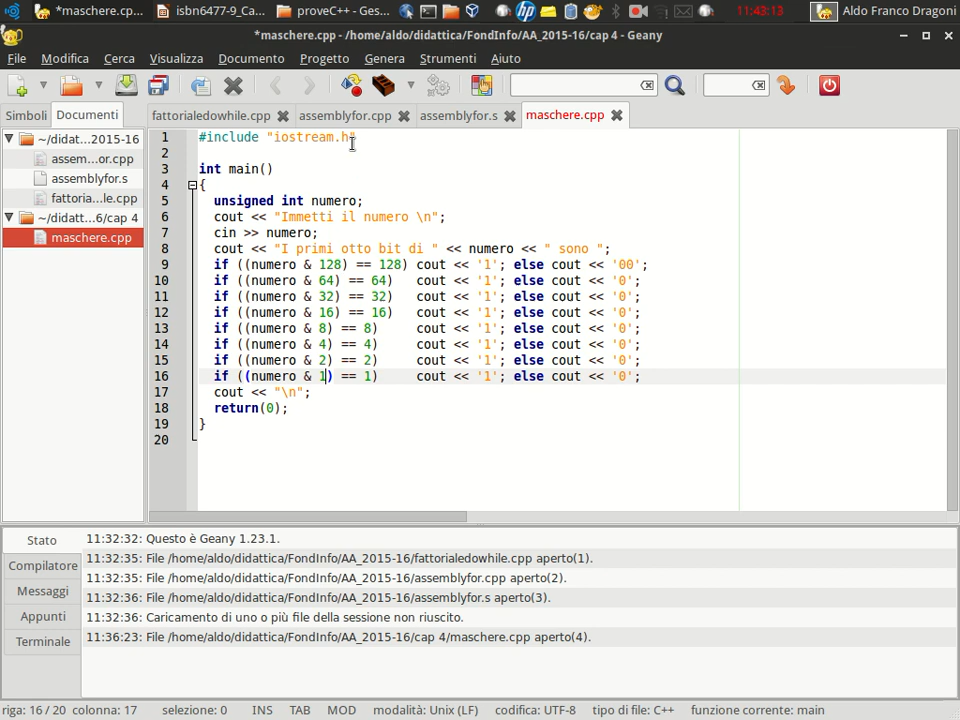 *maschere.cpp...
isbn6477-9_Ca...
proveC++ - Ges...
11:43:13
Aldo Franco Dragoni
*maschere.cpp - /home/aldo/didattica/FondInfo/AA_2015-16/cap 4 - Geany
File Modifica Cerca Visualizza Documento Progetto Genera Strumenti Aiuto
Simboli Documenti fattorialedowhile.cpp assemblyfor.cpp assemblyfor.s maschere.cpp
~/didat...2015-16
assem...or.cpp
assemblyfor.s
fattoria...le.cpp
~/didatt...6/cap 4
maschere.cpp
1 #include "iostream.h"
2
3 int main()
4 {
5 unsigned int numero;
6 cout << "Immetti il numero \n";
7 cin >> numero;
8 cout << "I primi otto bit di " << numero << " sono ";
9 if ((numero & 128) == 128) cout << '1'; else cout << '00';
10 if ((numero & 64) == 64) cout << '1'; else cout << '0';
11 if ((numero & 32) == 32) cout << '1'; else cout << '0';
12 if ((numero & 16) == 16) cout << '1'; else cout << '0';
13 if ((numero & 8) == 8) cout << '1'; else cout << '0';
14 if ((numero & 4) == 4) cout << '1'; else cout << '0';
15 if ((numero & 2) == 2) cout << '1'; else cout << '0';
16 if ((numero & 1) == 1) cout << '1'; else cout << '0';
17 cout << "\n";
18 return(0);
19 }
20
Stato
Compilatore
Messaggi
Appunti
Terminale
11:32:32: Questo è Geany 1.23.1.
11:32:35: File /home/aldo/didattica/FondInfo/AA_2015-16/fattorialedowhile.cpp aperto(1).
11:32:35: File /home/aldo/didattica/FondInfo/AA_2015-16/assemblyfor.cpp aperto(2).
11:32:36: File /home/aldo/didattica/FondInfo/AA_2015-16/assemblyfor.s aperto(3).
11:32:36: Caricamento di uno o più file della sessione non riuscito.
11:36:23: File /home/aldo/didattica/FondInfo/AA_2015-16/cap 4/maschere.cpp aperto(4).
riga: 16 / 20 colonna: 17 selezione: 0 INS TAB MOD modalità: Unix (LF) codifica: UTF-8 tipo di file: C++ funzione corrente: main